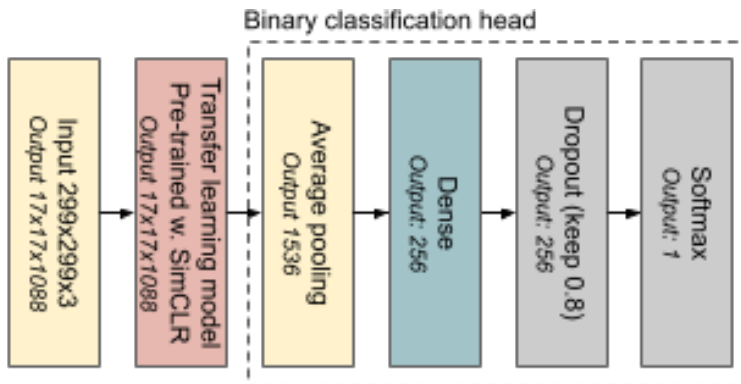 Binary classification head
Input 299x299x3
Output 17x17x1088
Transfer learning model
Pre-trained w. SimCLR
Output 17x17x1088
Average pooling
Output 1536
Dense
Output: 256
Dropout (keep 0.8)
Output: 256
Softmax
Output: 1